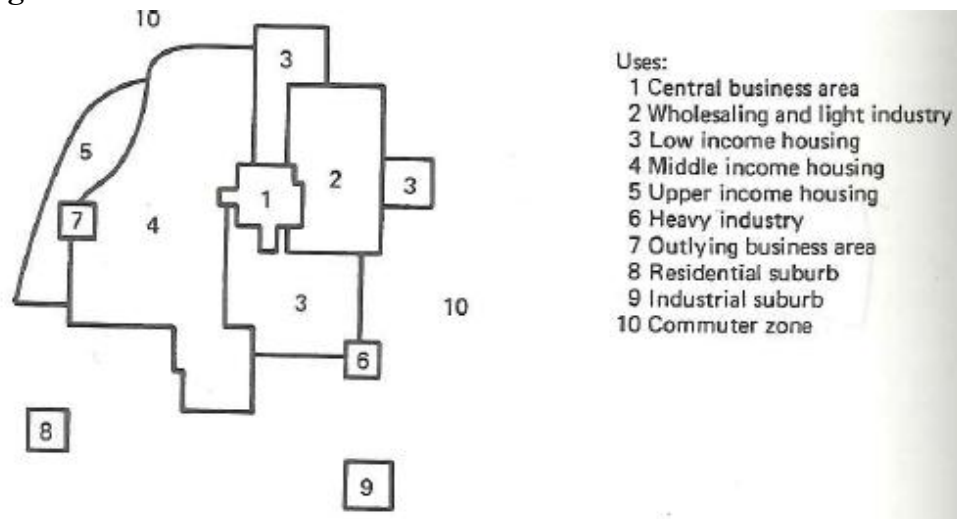 10
3
Uses:
1 Central business area
2 Wholesaling and light industry
3 Low income housing
4 Middle income housing
5 Upper income housing
6 Heavy industry
7 Outlying business area
8 Residential suburb
9 Industrial suburb
10 Commuter zone
5
2
3
1
7
4
3
10
6
8
9